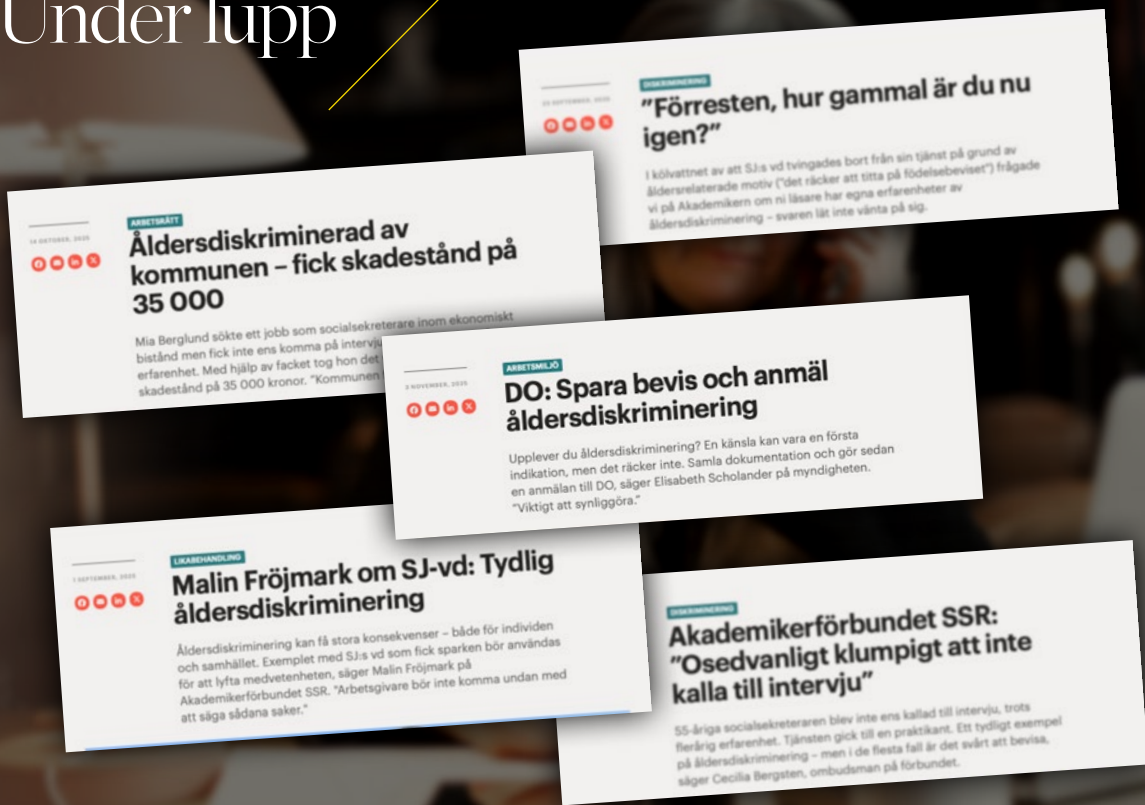 Under lupp
DISKRIMINERING
”Förresten, hur gammal är du nu
igen?”
I kölvattnet av att SJ:s vd tvingades bort från sin tjänst på grund av
åldersrelaterade motiv (”det räcker att titta på födelsebeviset”) frågade
vi på Akademikern om ni läsare har egna erfarenheter av
åldersdiskriminering – svaren lät inte vänta på sig.
ARBETSRÄTT
14 OKTOBER, 2025
Åldersdiskriminerad av
kommunen – fick skadestånd på
35 000
Mia Berglund sökte ett jobb som socialsekreterare inom ekonomiskt
bistånd men fick inte ens komma på intervju
erfarenhet. Med hjälp av facket tog hon det
skadestånd på 35 000 kronor. ”Kommunen
ARBETSMILJÖ
3 NOVEMBER, 2025
DO: Spara bevis och anmäl
åldersdiskriminering
Upplever du åldersdiskriminering? En känsla kan vara en första
indikation, men det räcker inte. Samla dokumentation och gör sedan
en anmälan till DO, säger Elisabeth Scholander på myndigheten.
”Viktigt att synliggöra.”
LIKABEHANDLING
1 SEPTEMBER, 2025
Malin Fröjmark om SJ-vd: Tydlig
åldersdiskriminering
Åldersdiskriminering kan få stora konsekvenser – både för individen
och samhället. Exemplet med SJ:s vd som fick sparken bör användas
för att lyfta medvetenheten, säger Malin Fröjmark på
Akademikerförbundet SSR. ”Arbetsgivare bör inte komma undan med
att säga sådana saker.”
DISKRIMINERING
Akademikerförbundet SSR:
”Osedvanligt klumpigt att inte
kalla till intervju”
55-åriga socialsekreteraren blev inte ens kallad till intervju, trots
flerårig erfarenhet. Tjänsten gick till en praktikant. Ett tydligt exempel
på åldersdiskriminering – men i de flesta fall är det svårt att bevisa,
säger Cecilia Bergsten, ombudsman på förbundet.